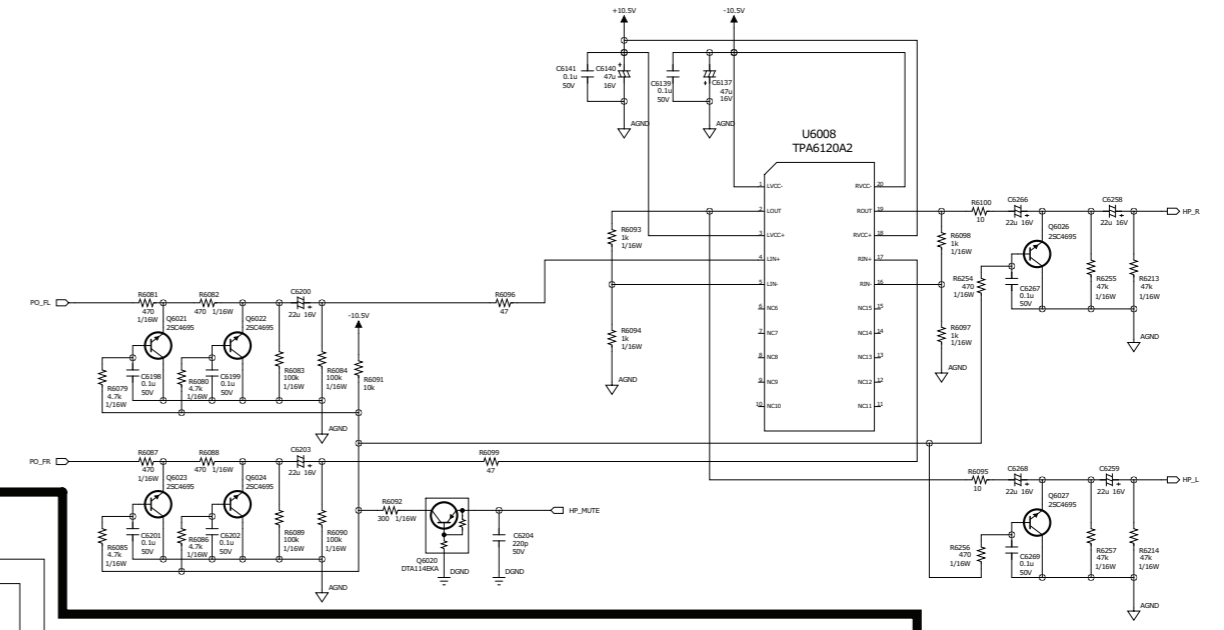 +10.5V
-10.5V
C6141
0.1u
50V
C6140
47u
16V
C6139
0.1u
50V
C6137
47u
16V
AGND
AGND
U6008
TPA6120A2
1 LVCC-
2 LOUT
3 LVCC+
4 LIN+
5 LIN-
6 NC6
7 NC7
8 NC8
9 NC9
10 NC10
RVCC- 20
ROUT 19
RVCC+ 18
RIN+ 17
RIN- 16
NC15 15
NC14 14
NC13 13
NC12 12
NC11 11
R6093
1k
1/16W
R6094
1k
1/16W
AGND
R6098
1k
1/16W
R6097
1k
1/16W
AGND
R6100
10
C6266
22u 16V
C6258
22u 16V
HP_R
Q6026
2SC4695
R6254
470
1/16W
C6267
0.1u
50V
R6255
47k
1/16W
R6213
47k
1/16W
AGND
PO_FL
R6081
470
1/16W
R6082
470 1/16W
C6200
22u 16V
R6096
47
Q6021
2SC4695
Q6022
2SC4695
-10.5V
R6079
4.7k
1/16W
C6198
0.1u
50V
R6080
4.7k
1/16W
C6199
0.1u
50V
R6083
100k
1/16W
R6084
100k
1/16W
R6091
10k
AGND
PO_FR
R6087
470
1/16W
R6088
470 1/16W
C6203
22u 16V
R6099
47
Q6023
2SC4695
Q6024
2SC4695
R6085
4.7k
1/16W
C6201
0.1u
50V
R6086
4.7k
1/16W
C6202
0.1u
50V
R6089
100k
1/16W
R6090
100k
1/16W
AGND
R6092
300 1/16W
HP_MUTE
Q6020
DTA114EKA
DGND
C6204
220p
50V
DGND
R6095
10
C6268
22u 16V
C6259
22u 16V
HP_L
Q6027
2SC4695
R6256
470
1/16W
C6269
0.1u
50V
R6257
47k
1/16W
R6214
47k
1/16W
AGND